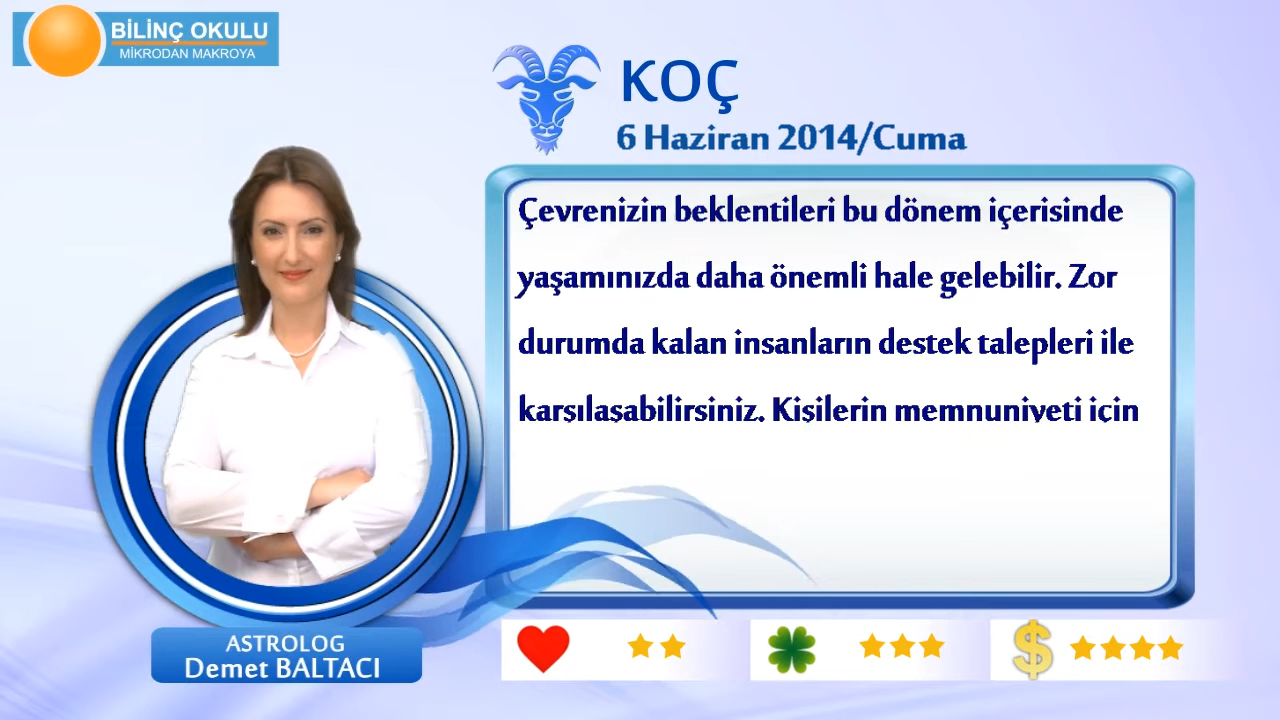 BİLİNÇ OKULU
MİKRODAN MAKROYA
KOÇ
6 Haziran 2014/Cuma
Çevrenizin beklentileri bu dönem içerisinde
yaşamınızda daha önemli hale gelebilir. Zor
durumda kalan insanların destek talepleri ile
karşılaşabilirsiniz. Kişilerin memnuniyeti için
ASTROLOG
Demet BALTACI